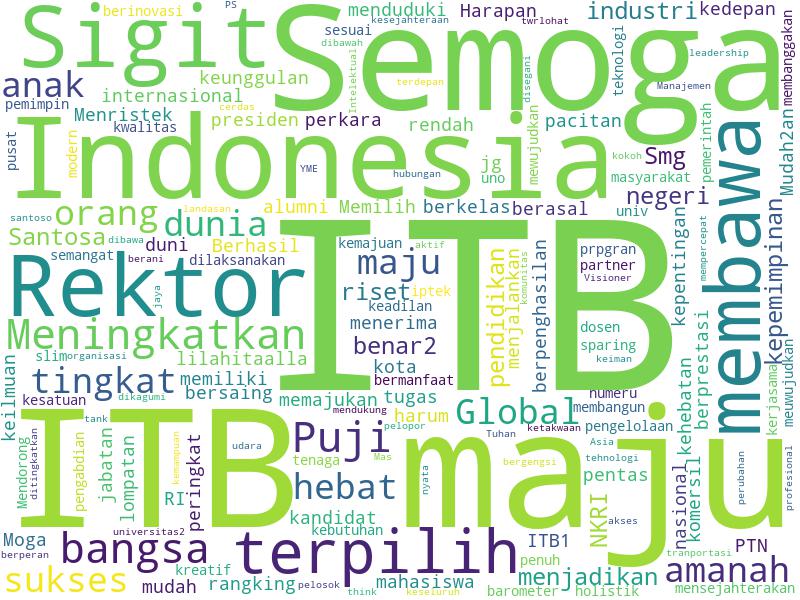 berinovasi
PS
menduduki
Harapan
industri
kedepan
Sigit
Semoga
kesejahteraan
twrlohat
sesuai
dibawah
membanggakan
leadership
teknologi
anak
keunggulan
Intelektual
terdepan
disegani
Manajemen
pemimpin
internasional
cerdas
Menristek
presiden
perkara
rendah
pacitan
kwalitas
mewujudkan
pemerintah
Mudah2an
pusat
modern
Indonesia
YME
hubungan
jg
Smg
kokoh
uno
masyarakat
negeri
membawa
santoso
landasan
orang
alumni
Memilih
berkelas
berasal
univ
dunia
Santosa
dibawa
duni
Berhasil
kemajuan
aktif
ITB
prpgran
kepentingan
mempercepat
kepemimpinan
semangat
berani
dilaksanakan
maju
komunitas
pendidikan
menjalankan
berpenghasilan
partner
Visioner
Rektor
jaya
riset
iptek
keadilan
menerima
dosen
Meningkatkan
benar2
sparing
berprestasi
slim
organisasi
lilahitaalla
kota
keiman
keilmuan
tingkat
memiliki
bermanfaat
kerjasama
meuwujudkan
kesatuan
dikagumi
bersaing
memajukan
tugas
numeru
membangun
kehebatan
tank
mendukung
harum
Global
pengelolaan
ITB
pelopor
ketakwaan
Mendorong
ditingkatkan
pengabdian
jabatan
lompatan
kemampuan
peringkat
udara
Puji
Tuhan
Asia
maju
tenaga
Mas
bergengsi
tehnologi
perubahan
profesional
RI
hebat
nyata
pentas
nasional
komersil
kandidat
NKRI
akses
Moga
universitas2
kebutuhan
ITB1
tranportasi
PTN
berperan
bangsa
terpilih
penuh
amanah
sukses
kreatif
mudah
rangking
pelosok
mahasiswa
menjadikan
think
keseluruh
barometer
holistik
mensejahterakan